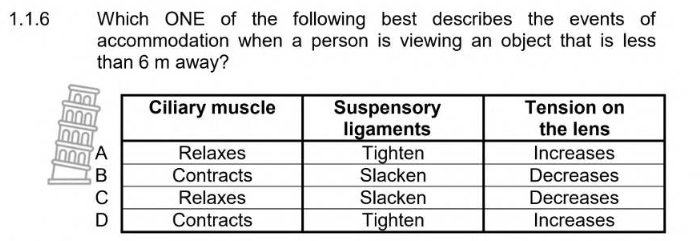 1.1.6 Which ONE of the following best describes the events of
accommodation when a person is viewing an object that is less
than 6 m away?
Ciliary muscle Suspensory ligaments Tension on the lens
A Relaxes Tighten Increases
B Contracts Slacken Decreases
C Relaxes Slacken Decreases
D Contracts Tighten Increases